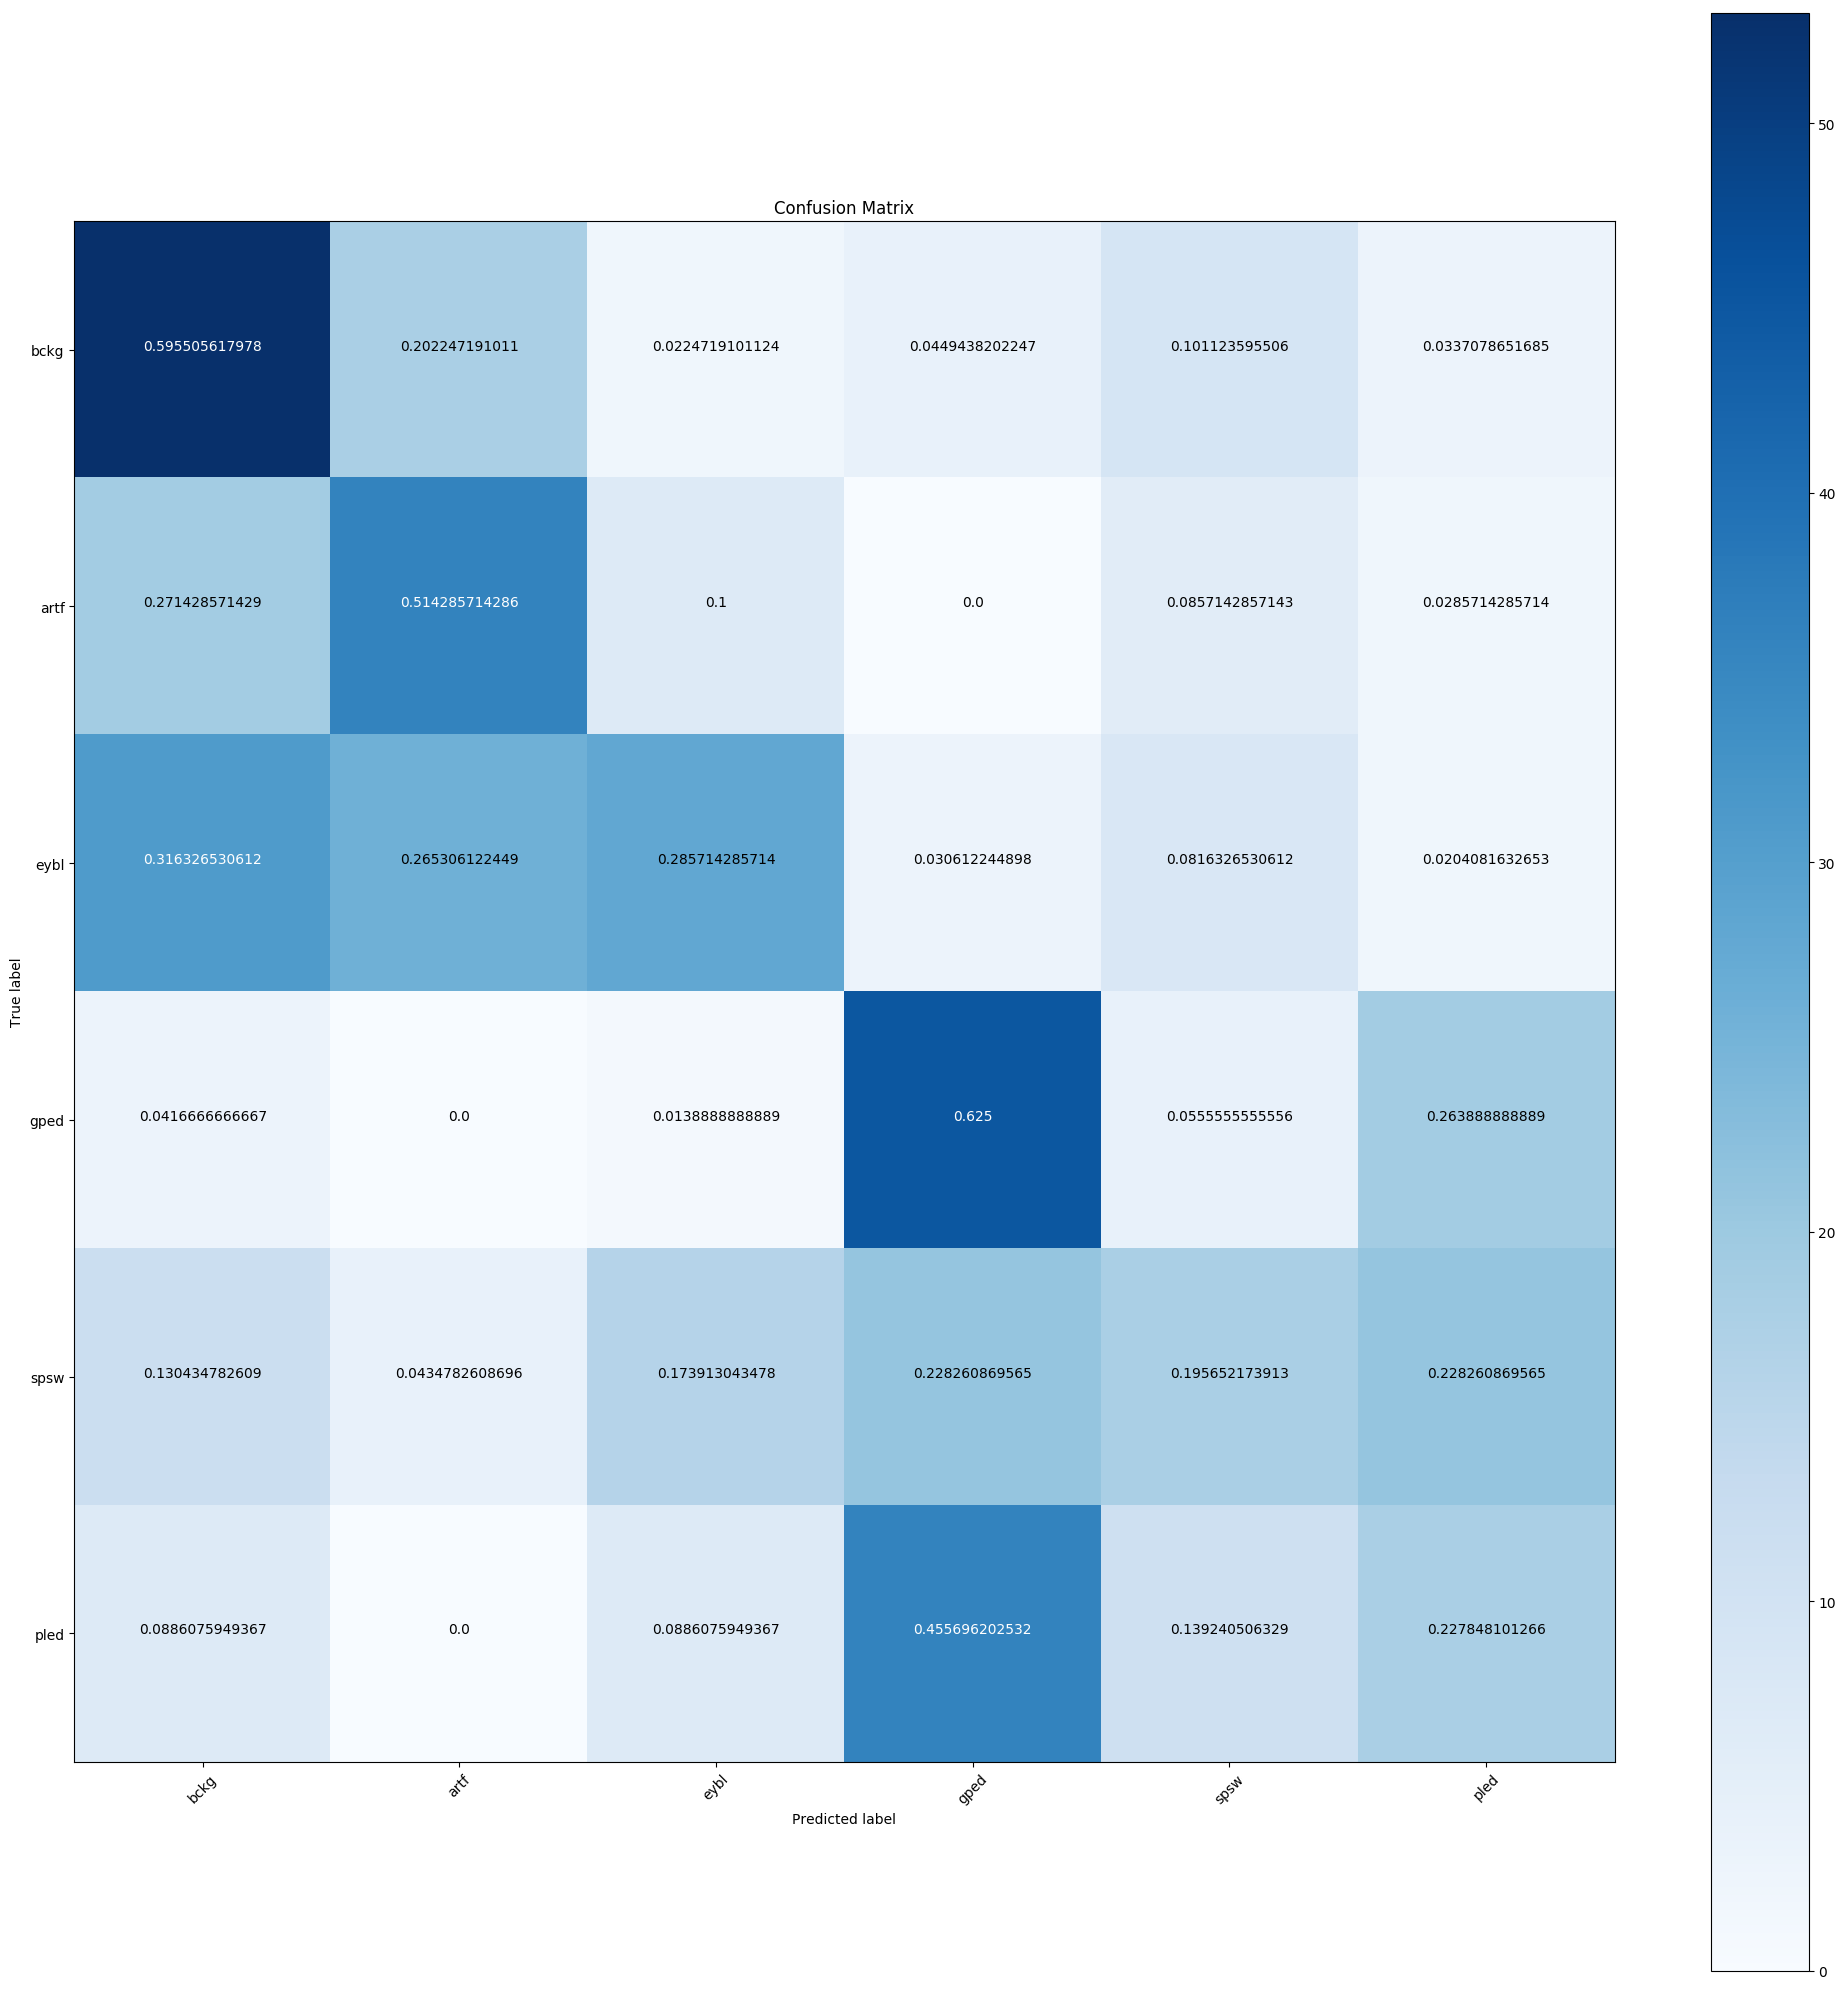 Confusion Matrix
50
40
30
20
10
0
True label
bckg 0.595505617978 0.202247191011 0.0224719101124 0.0449438202247 0.101123595506 0.0337078651685
artf 0.271428571429 0.514285714286 0.1 0.0 0.0857142857143 0.0285714285714
eybl 0.316326530612 0.265306122449 0.285714285714 0.030612244898 0.0816326530612 0.0204081632653
gped 0.0416666666667 0.0 0.0138888888889 0.625 0.0555555555556 0.263888888889
spsw 0.130434782609 0.0434782608696 0.173913043478 0.228260869565 0.195652173913 0.228260869565
pled 0.0886075949367 0.0 0.0886075949367 0.455696202532 0.139240506329 0.227848101266
bckg artf eybl gped spsw pled
Predicted label